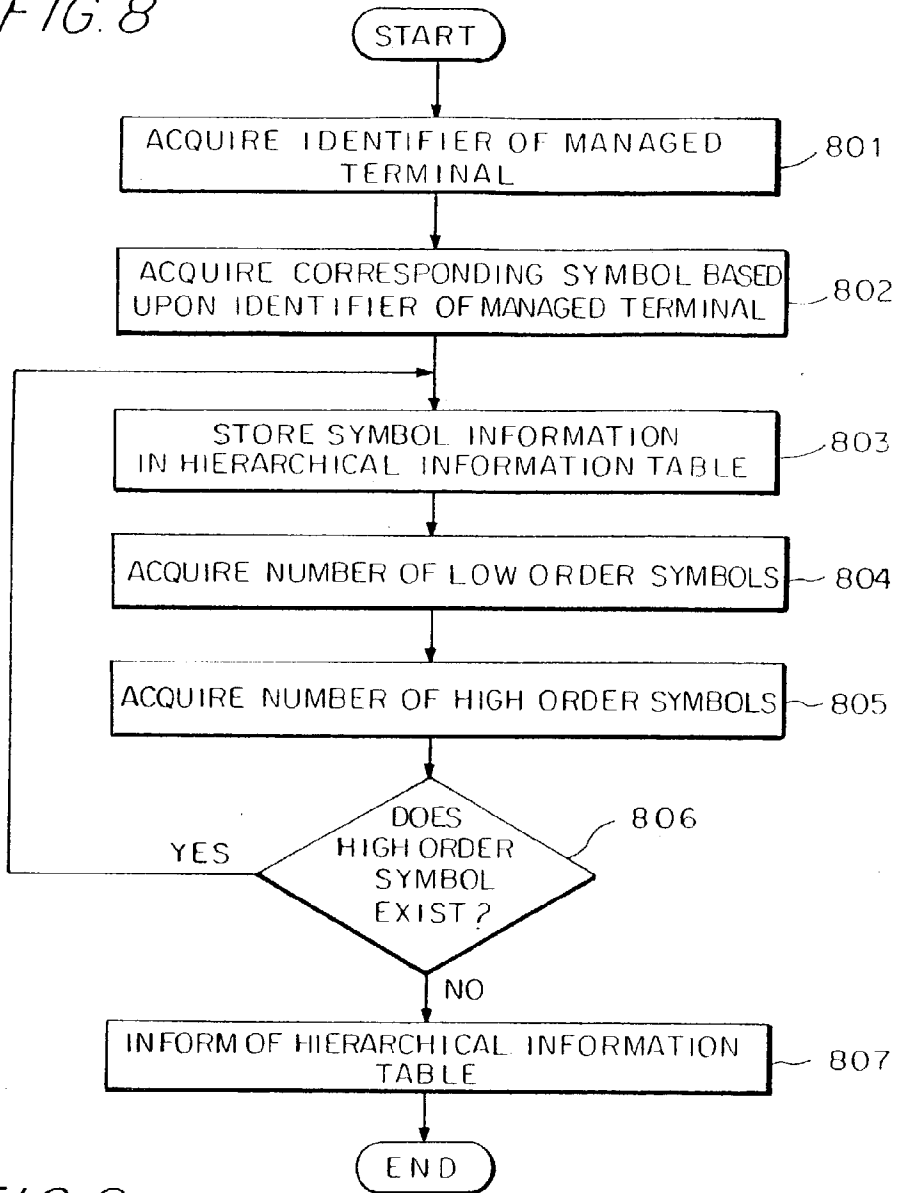 FIG. 8
START
ACQUIRE IDENTIFIER OF MANAGED
TERMINAL
801
ACQUIRE CORRESPONDING SYMBOL BASED
UPON IDENTIFIER OF MANAGED TERMINAL
802
STORE SYMBOL INFORMATION
IN HIERARCHICAL INFORMATION TABLE
803
ACQUIRE NUMBER OF LOW ORDER SYMBOLS
804
ACQUIRE NUMBER OF HIGH ORDER SYMBOLS
805
DOES
HIGH ORDER
SYMBOL
EXIST?
806
YES
NO
INFORM OF HIERARCHICAL INFORMATION
TABLE
807
END